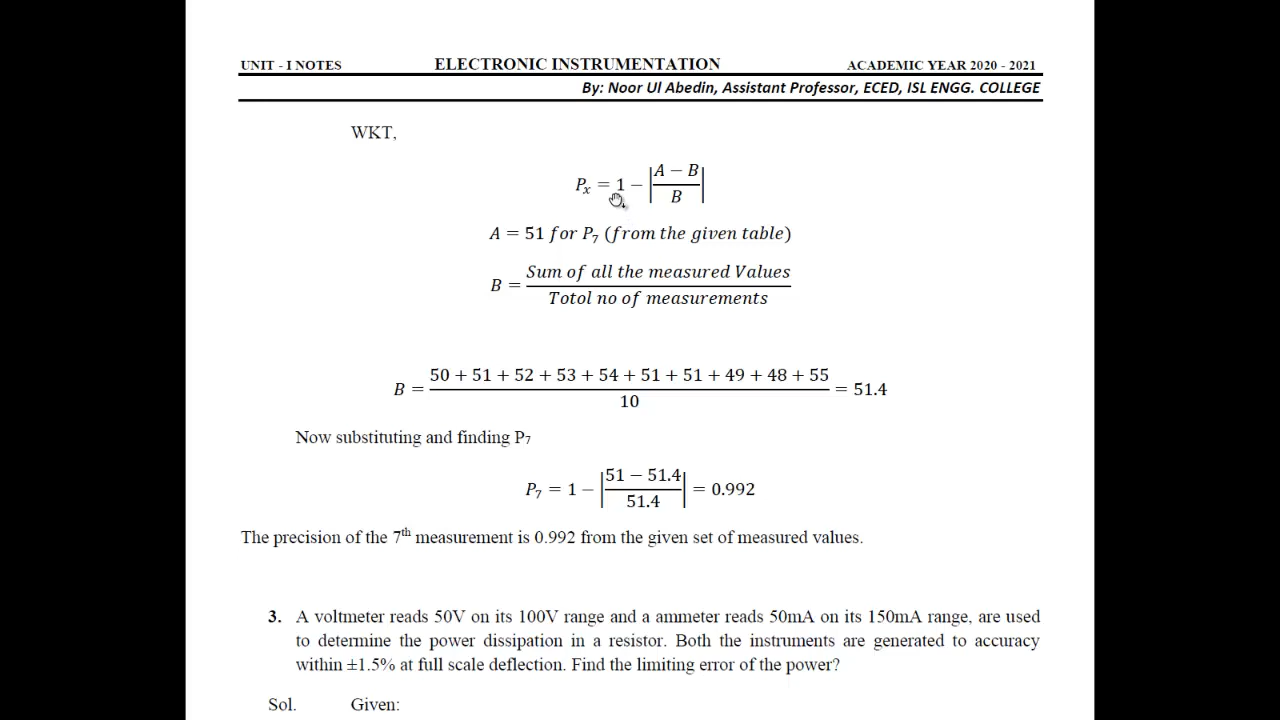 UNIT - I NOTES ELECTRONIC INSTRUMENTATION ACADEMIC YEAR 2020 - 2021
By: Noor Ul Abedin, Assistant Professor, ECED, ISL ENGG. COLLEGE
WKT,
Pₓ = 1 − |(A − B)/B|
A = 51 for P₇ (from the given table)
B = Sum of all the measured Values / Totol no of measurements
B = (50 + 51 + 52 + 53 + 54 + 51 + 51 + 49 + 48 + 55)/10 = 51.4
Now substituting and finding P₇
P₇ = 1 − |(51 − 51.4)/51.4| = 0.992
The precision of the 7th measurement is 0.992 from the given set of measured values.
3. A voltmeter reads 50V on its 100V range and a ammeter reads 50mA on its 150mA range, are used
to determine the power dissipation in a resistor. Both the instruments are generated to accuracy
within ±1.5% at full scale deflection. Find the limiting error of the power?
Sol. Given: